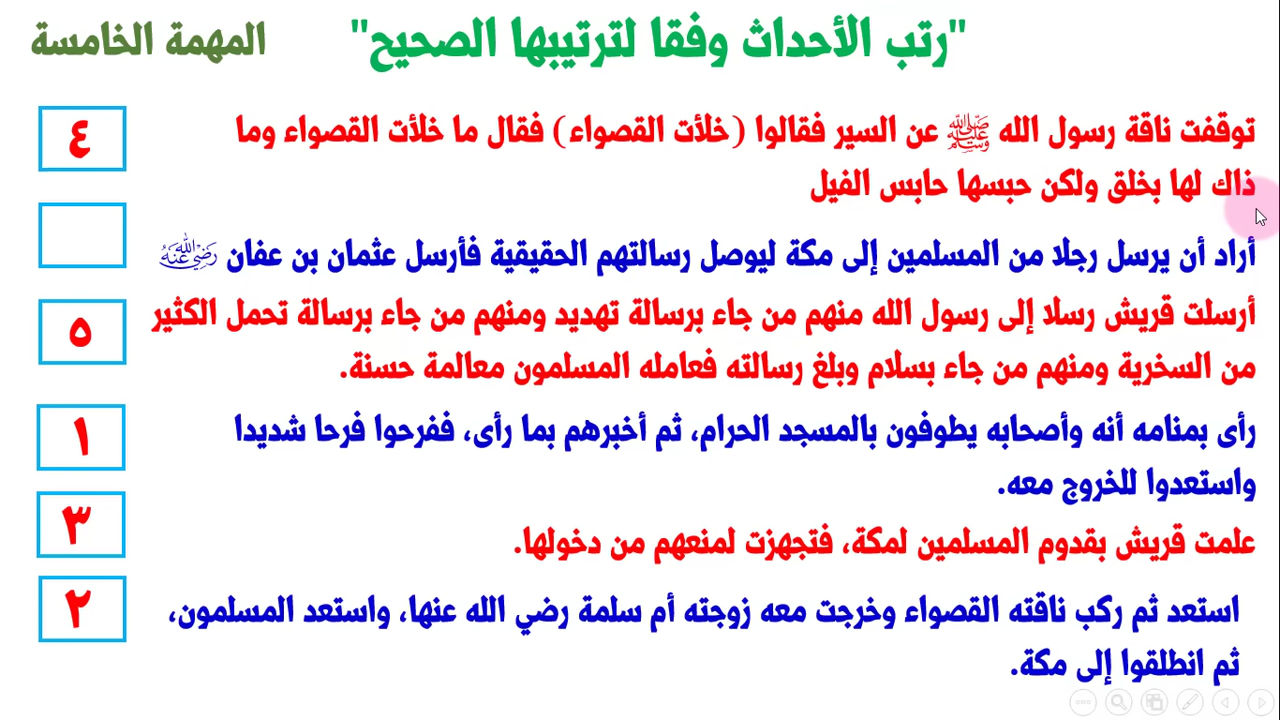 "رتب الأحداث وفقا لترتيبها الصحيح" المهمة الخامسة
توقفت ناقة رسول الله ﷺ عن السير فقالوا (خلأت القصواء) فقال ما خلأت القصواء وما
٤
ذاك لها بخلق ولكن حبسها حابس الفيل
أراد أن يرسل رجلا من المسلمين إلى مكة ليوصل رسالتهم الحقيقية فأرسل عثمان بن عفان رضي الله عنه
أرسلت قريش رسلا إلى رسول الله منهم من جاء برسالة تهديد ومنهم من جاء برسالة تحمل الكثير
٥
من السخرية ومنهم من جاء بسلام وبلغ رسالته فعامله المسلمون معالمة حسنة.
رأى بمنامه أنه وأصحابه يطوفون بالمسجد الحرام، ثم أخبرهم بما رأى، ففرحوا فرحا شديدا
١
واستعدوا للخروج معه.
علمت قريش بقدوم المسلمين لمكة، فتجهزت لمنعهم من دخولها.
٣
استعد ثم ركب ناقته القصواء وخرجت معه زوجته أم سلمة رضي الله عنها، واستعد المسلمون،
٢
ثم انطلقوا إلى مكة.